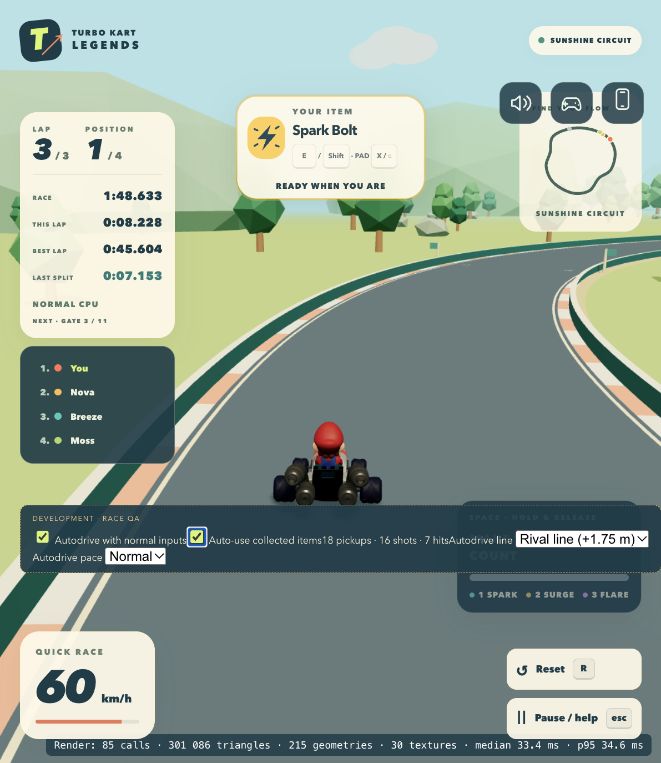 TURBO KART
LEGENDS
SUNSHINE CIRCUIT
LAP POSITION
3 / 3 1 / 4
RACE 1:48.633
THIS LAP 0:08.228
BEST LAP 0:45.604
LAST SPLIT 0:07.153
NORMAL CPU
NEXT · GATE 3 / 11
YOUR ITEM
Spark Bolt
E / Shift · PAD X /
READY WHEN YOU ARE
SUNSHINE CIRCUIT
1. You
2. Nova
3. Breeze
4. Moss
DEVELOPMENT · RACE QA
Autodrive with normal inputs Auto-use collected items18 pickups · 16 shots · 7 hitsAutodrive line Rival line (+1.75 m)
Autodrive pace Normal
SPACE · HOLD & RELEASE
COUNT
1 SPARK 2 SURGE 3 FLARE
QUICK RACE
60 km/h
Reset R
Pause / help esc
Render: 85 calls · 301 086 triangles · 215 geometries · 30 textures · median 33.4 ms · p95 34.6 ms